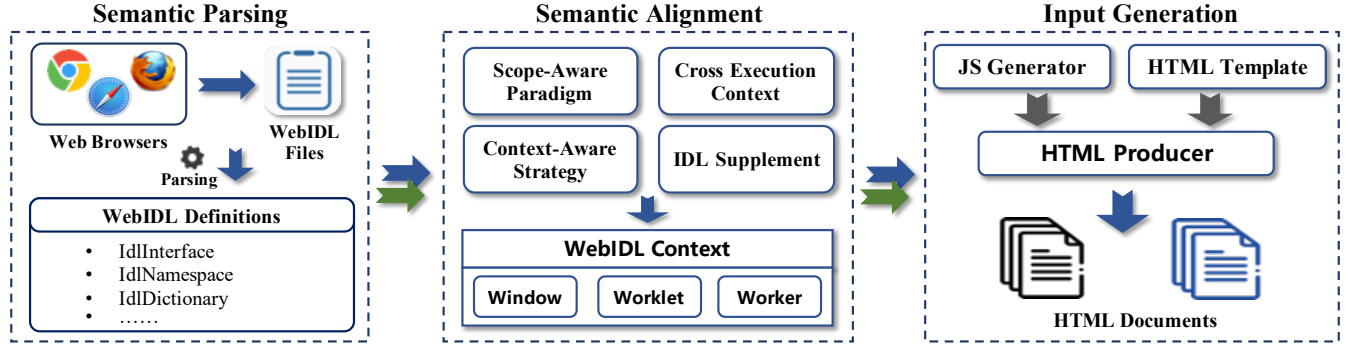 Semantic Parsing
Web Browsers
WebIDL
Files
Parsing
WebIDL Definitions
• IdlInterface
• IdlNamespace
• IdlDictionary
• ……
Semantic Alignment
Scope-Aware
Paradigm
Cross Execution
Context
Context-Aware
Strategy
IDL Supplement
WebIDL Context
Window
Worklet
Worker
Input Generation
JS Generator
HTML Template
HTML Producer
HTML Documents